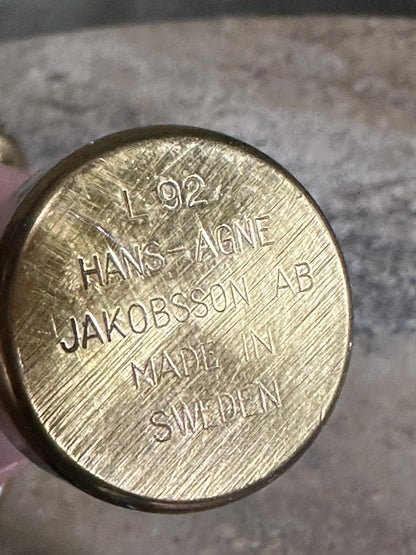 L 92
HANS-AGNE
JAKOBSSON AB
MADE IN
SWEDEN